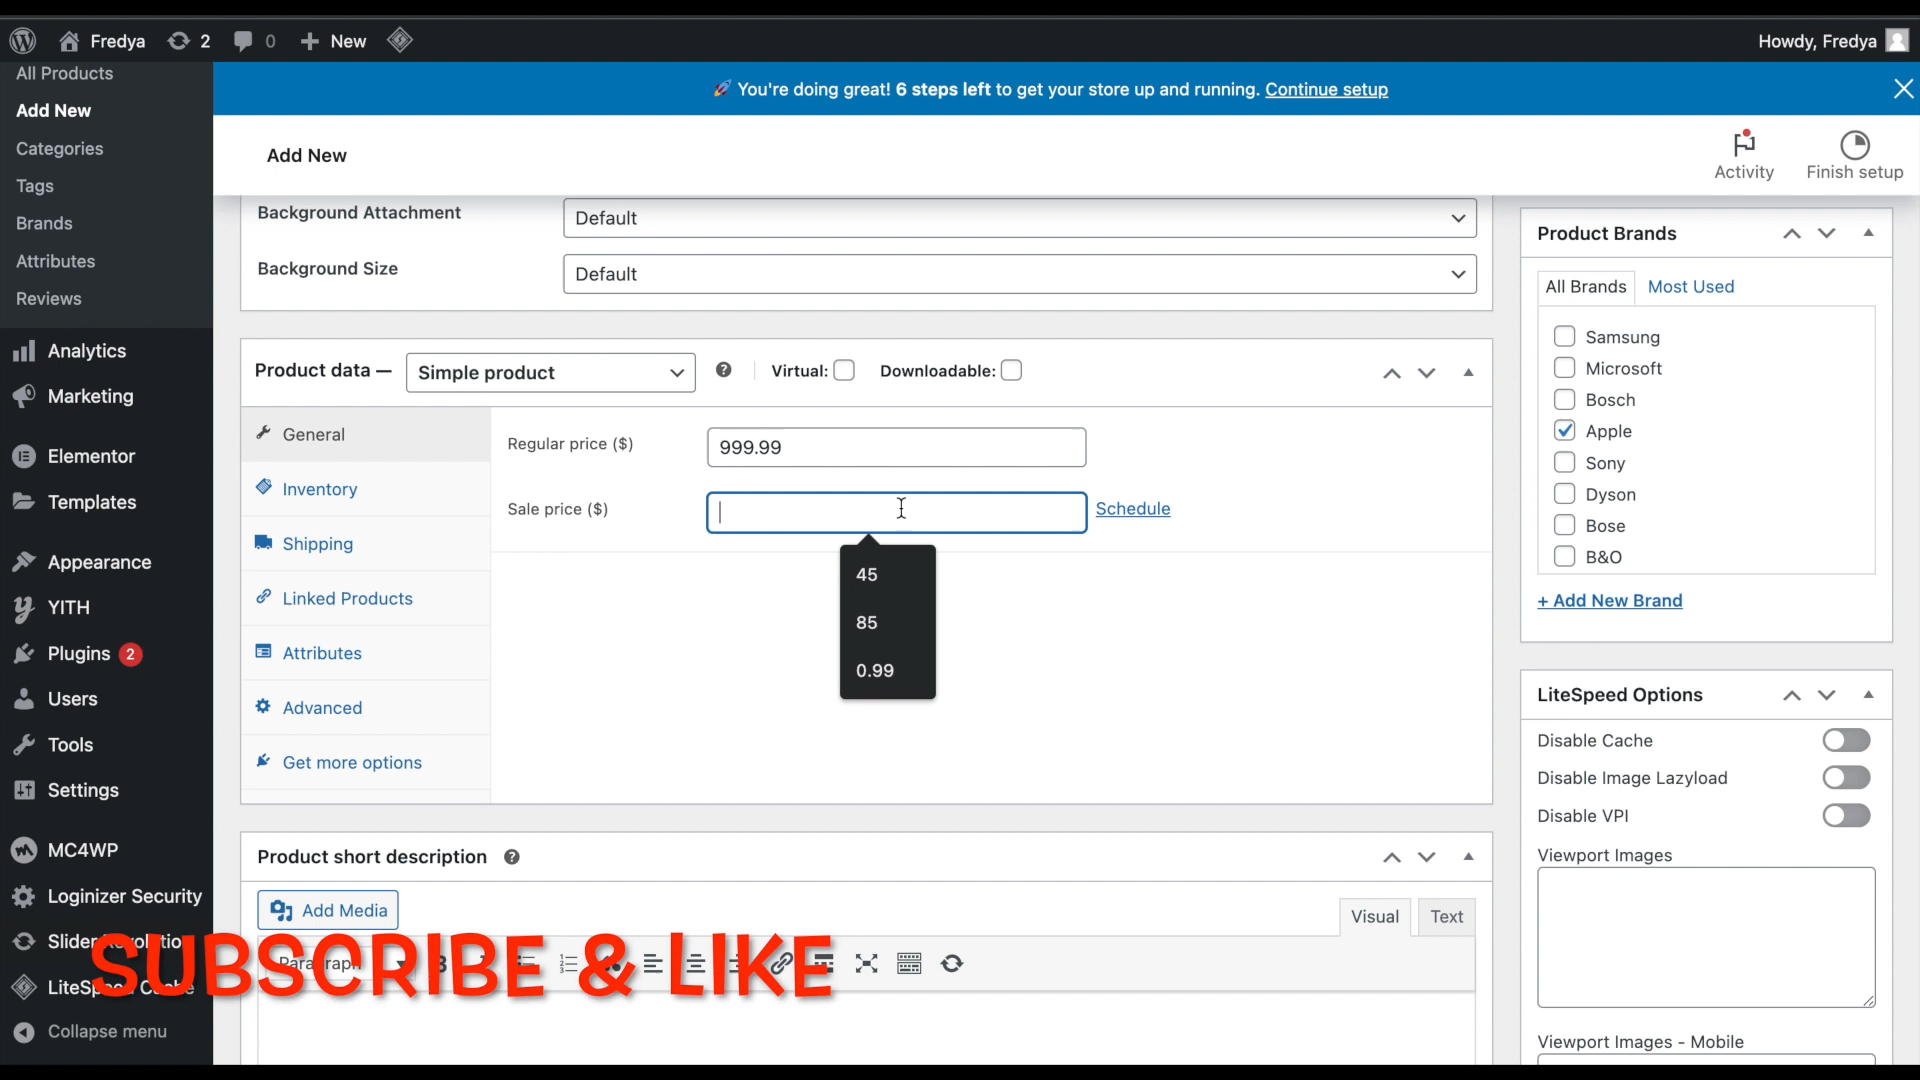 Fredya 2 0 New Howdy, Fredya
All Products
Add New
Categories
Tags
Brands
Attributes
Reviews
Analytics
Marketing
Elementor
Templates
Appearance
YITH
Plugins 2
Users
Tools
Settings
MC4WP
Loginizer Security
Slider Revolution
LiteSpeed Cache
Collapse menu
🚀 You're doing great! 6 steps left to get your store up and running. Continue setup
Add New
Activity
Finish setup
Background Attachment
Default
Background Size
Default
Product data — Simple product Virtual: Downloadable:
General
Inventory
Shipping
Linked Products
Attributes
Advanced
Get more options
Regular price ($) 999.99
Sale price ($) Schedule
45
85
0.99
Product short description
Add Media
Visual Text
Paragraph
SUBSCRIBE & LIKE
Product Brands
All Brands Most Used
Samsung
Microsoft
Bosch
Apple
Sony
Dyson
Bose
B&O
+ Add New Brand
LiteSpeed Options
Disable Cache
Disable Image Lazyload
Disable VPI
Viewport Images
Viewport Images - Mobile